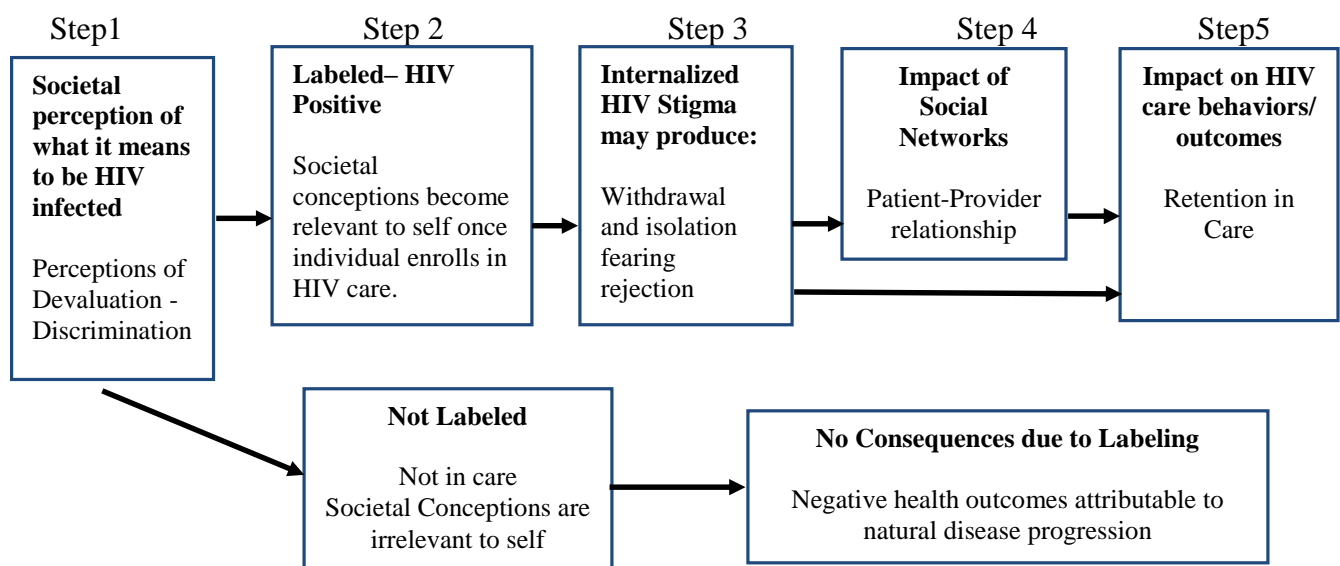 Step1
Societal
perception of
what it means
to be HIV
infected
Perceptions of
Devaluation -
Discrimination
Step 2
Labeled– HIV
Positive
Societal
conceptions become
relevant to self once
individual enrolls in
HIV care.
Step 3
Internalized
HIV Stigma
may produce:
Withdrawal
and isolation
fearing
rejection
Step 4
Impact of
Social
Networks
Patient-Provider
relationship
Step5
Impact on HIV
care behaviors/
outcomes
Retention in
Care
Not Labeled
Not in care
Societal Conceptions are
irrelevant to self
No Consequences due to Labeling
Negative health outcomes attributable to
natural disease progression